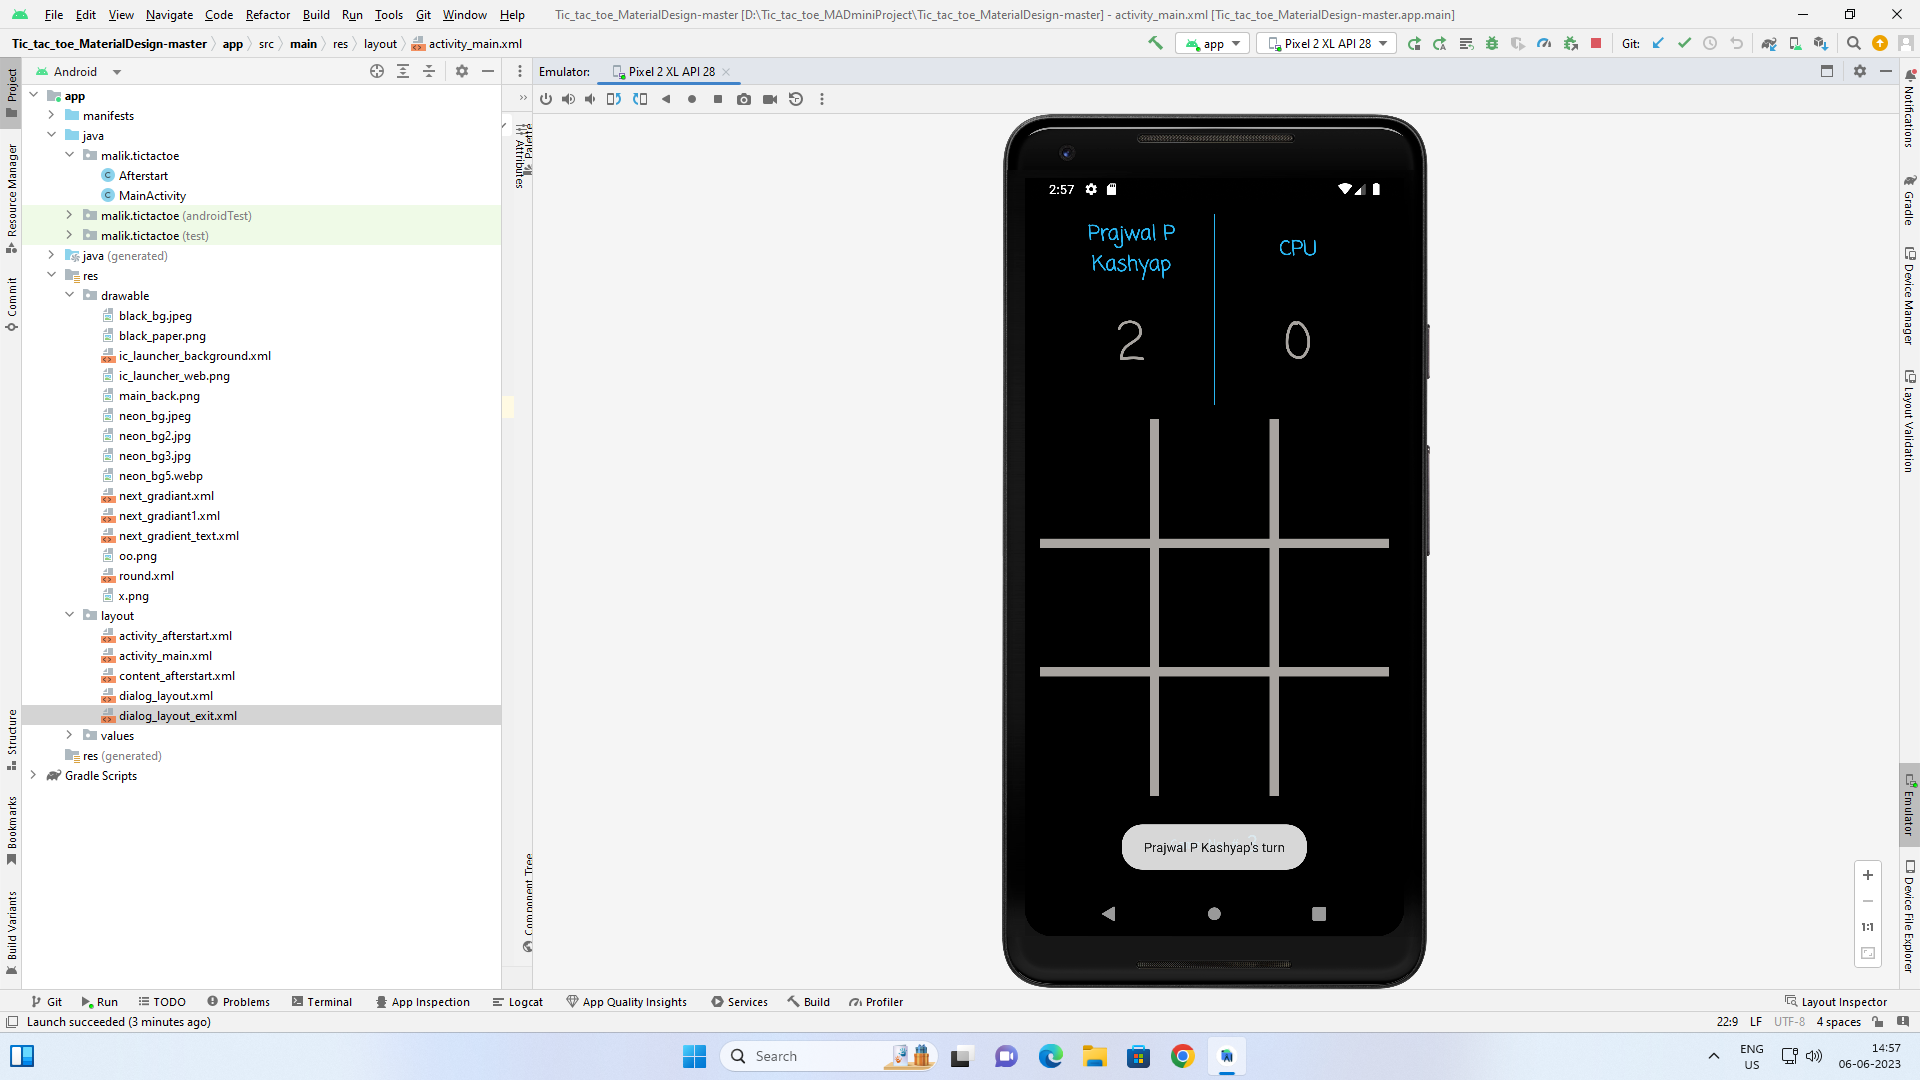 File Edit View Navigate Code Refactor Build Run Tools Git Window Help Tic_tac_toe_MaterialDesign-master [D:\Tic_tac_toe_MADminiProject\Tic_tac_toe_MaterialDesign-master] - activity_main.xml [Tic_tac_toe_MaterialDesign-master.app.main]
Tic_tac_toe_MaterialDesign-master app src main res layout activity_main.xml app Pixel 2 XL API 28 Git:
Android
Emulator: Pixel 2 XL API 28
Project
Resource Manager
Commit
Structure
Bookmarks
Build Variants
app
manifests
java
malik.tictactoe
Afterstart
MainActivity
malik.tictactoe (androidTest)
malik.tictactoe (test)
java (generated)
res
drawable
black_bg.jpeg
black_paper.png
ic_launcher_background.xml
ic_launcher_web.png
main_back.png
neon_bg.jpeg
neon_bg2.jpg
neon_bg3.jpg
neon_bg5.webp
next_gradiant.xml
next_gradiant1.xml
next_gradient_text.xml
oo.png
round.xml
x.png
layout
activity_afterstart.xml
activity_main.xml
content_afterstart.xml
dialog_layout.xml
dialog_layout_exit.xml
values
res (generated)
Gradle Scripts
Palette
Attributes
Component Tree
2:57
Prajwal P
Kashyap
CPU
2 0
Prajwal P Kashyap's turn
1:1
Notifications
Gradle
Device Manager
Layout Validation
Emulator
Device File Explorer
Git Run TODO Problems Terminal App Inspection Logcat App Quality Insights Services Build Profiler Layout Inspector
Launch succeeded (3 minutes ago) 22:9 LF UTF-8 4 spaces
Search
ENG
US
14:57
06-06-2023